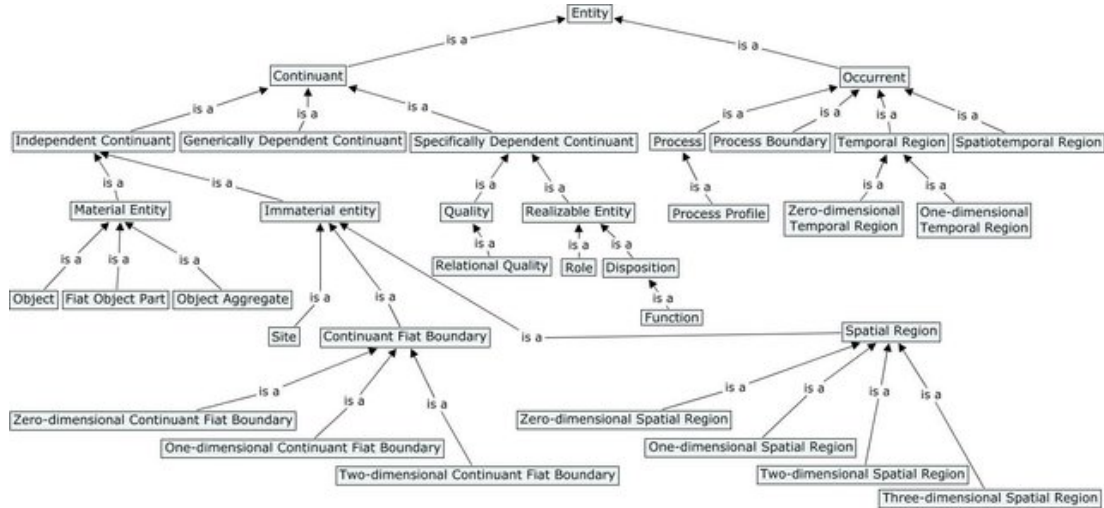 Entity
is a
is a
Continuant
Occurrent
is a
is a
is a
is a
is a
is a
is a
Independent Continuant
Generically Dependent Continuant
Specifically Dependent Continuant
Process
Process Boundary
Temporal Region
Spatiotemporal Region
is a
is a
is a
is a
is a
is a
is a
Material Entity
Immaterial entity
Quality
Realizable Entity
Process Profile
Zero-dimensional
Temporal Region
One-dimensional
Temporal Region
is a
is a
is a
is a
is a
is a
Relational Quality
Role
Disposition
Object
Fiat Object Part
Object Aggregate
is a
is a
is a
Function
Site
Continuant Fiat Boundary
is a
Spatial Region
is a
is a
is a
is a
is a
is a
is a
Zero-dimensional Continuant Fiat Boundary
Zero-dimensional Spatial Region
One-dimensional Continuant Fiat Boundary
One-dimensional Spatial Region
Two-dimensional Continuant Fiat Boundary
Two-dimensional Spatial Region
Three-dimensional Spatial Region